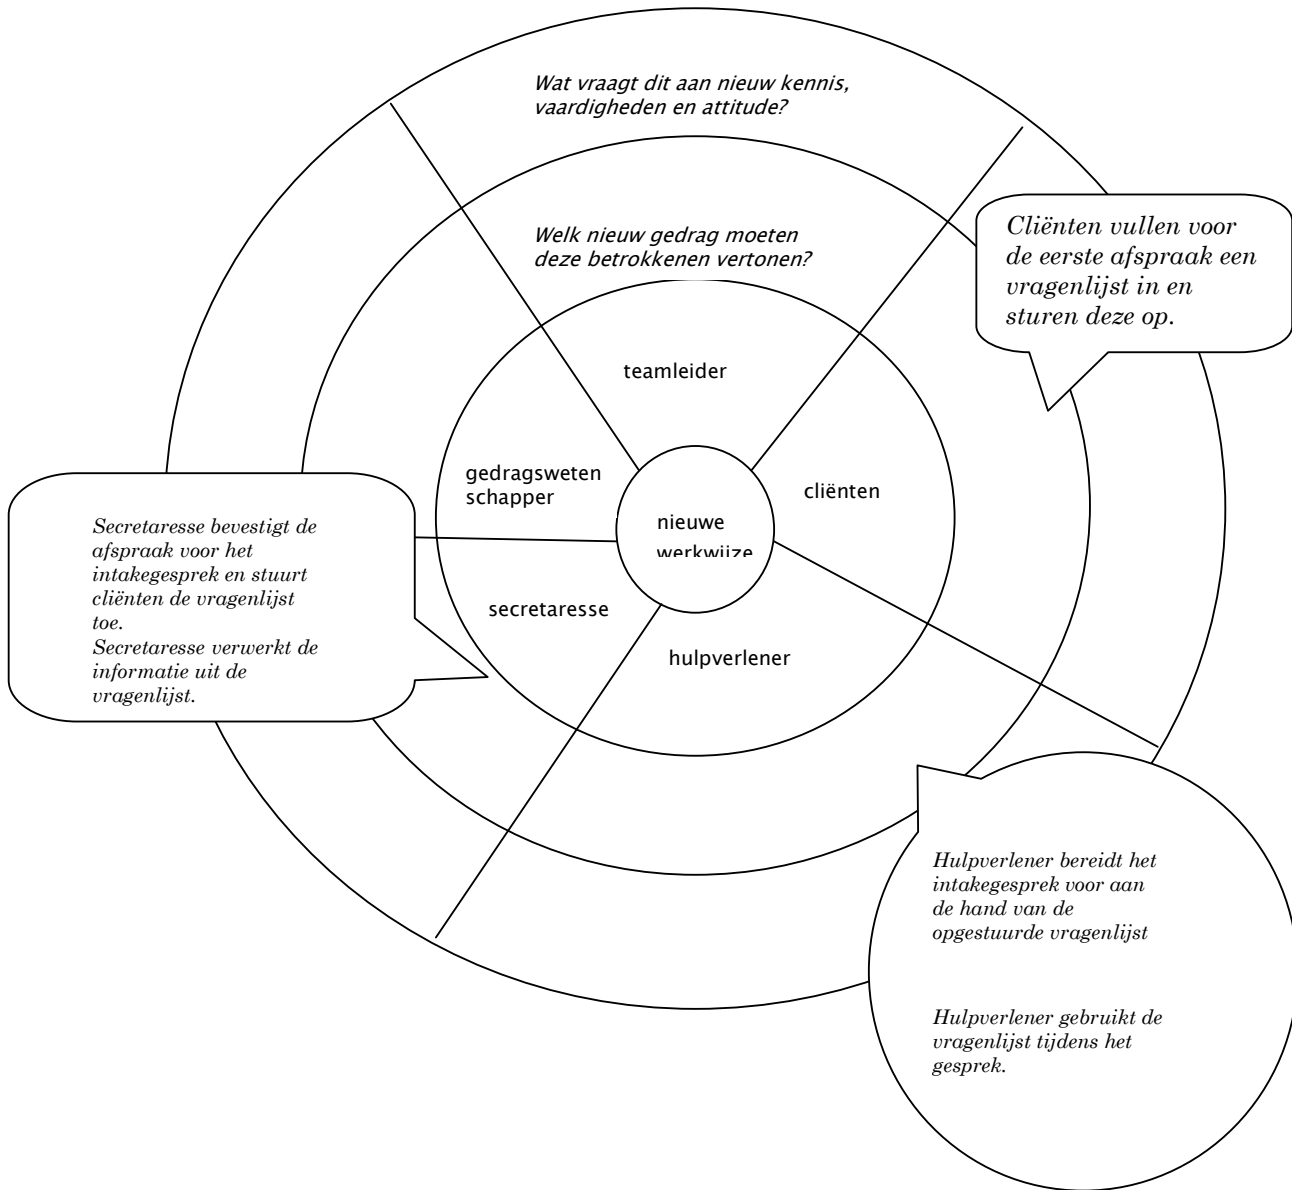 Wat vraagt dit aan nieuw kennis,
vaardigheden en attitude?
Welk nieuw gedrag moeten
deze betrokkenen vertonen?
Cliënten vullen voor
de eerste afspraak een
vragenlijst in en
sturen deze op.
teamleider
gedragsweten
schapper
cliënten
nieuwe
werkwijze
Secretaresse bevestigt de
afspraak voor het
intakegesprek en stuurt
cliënten de vragenlijst
toe.
Secretaresse verwerkt de
informatie uit de
vragenlijst.
secretaresse
hulpverlener
Hulpverlener bereidt het
intakegesprek voor aan
de hand van de
opgestuurde vragenlijst
Hulpverlener gebruikt de
vragenlijst tijdens het
gesprek.